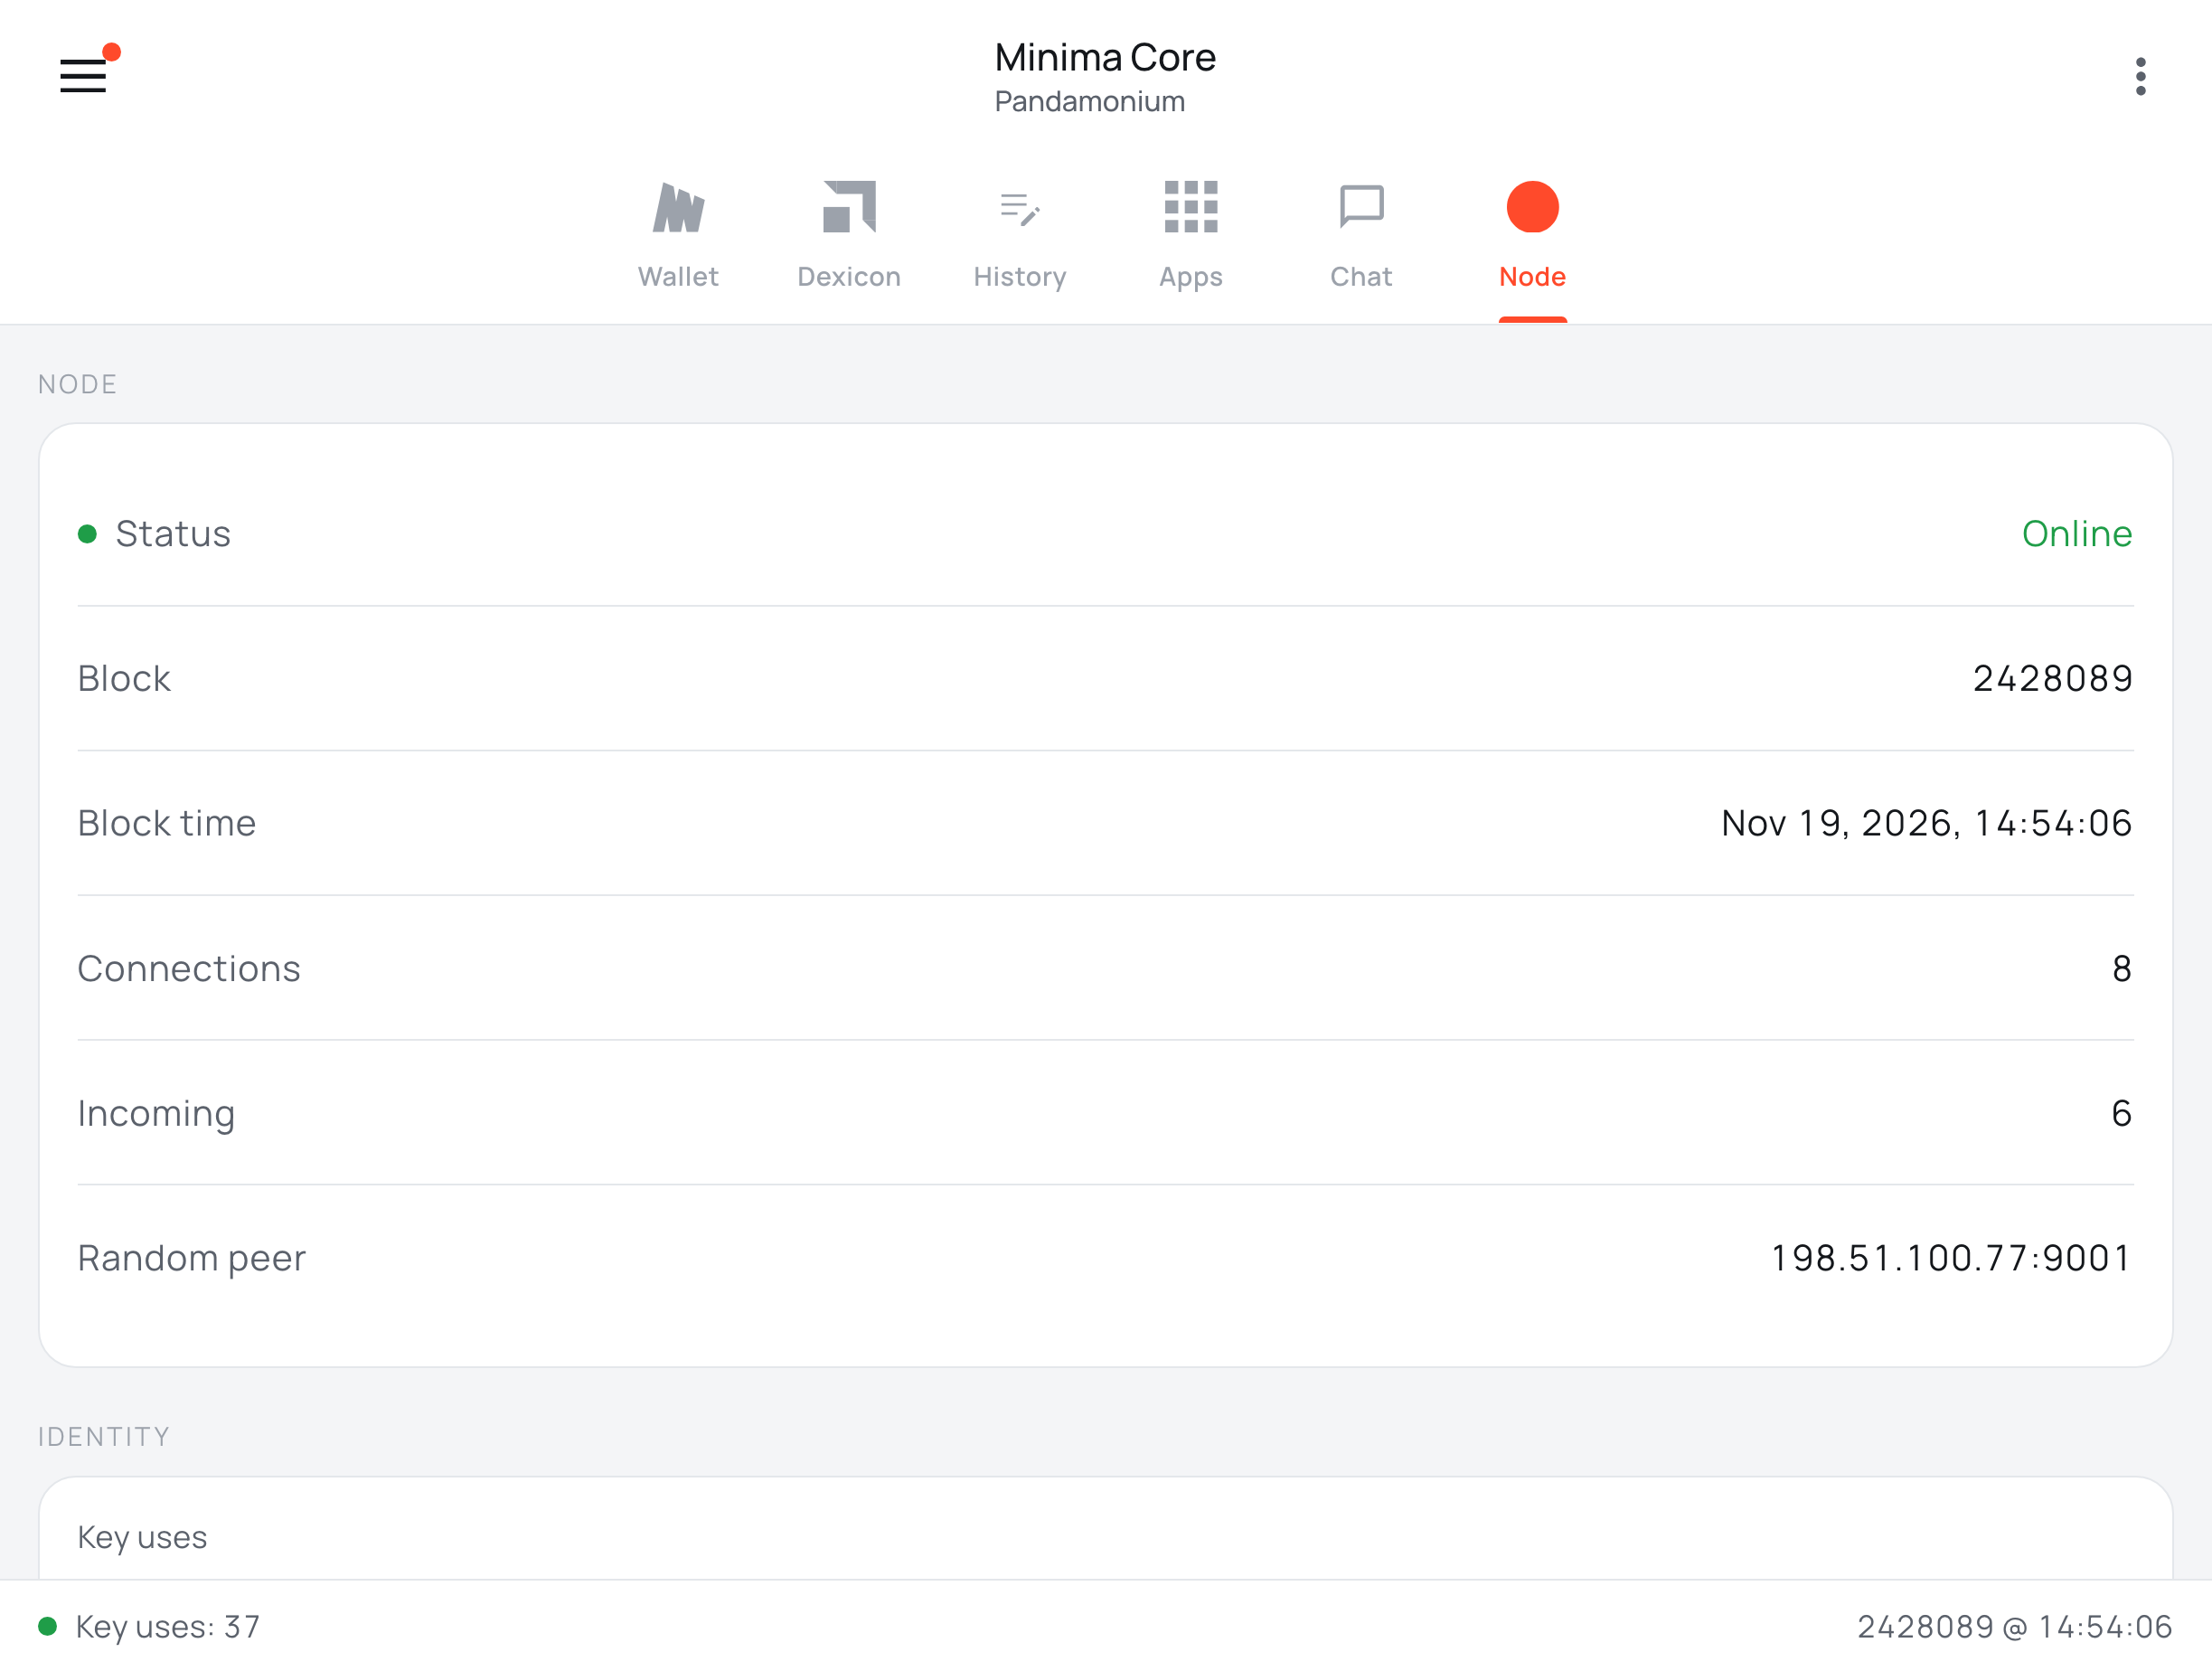 Minima Core
Pandamonium
Wallet Dexicon History Apps Chat Node
NODE
Status Online
Block 2428089
Block time Nov 19, 2026, 14:54:06
Connections 8
Incoming 6
Random peer 198.51.100.77:9001
IDENTITY
Key uses
Key uses: 37 2428089 @ 14:54:06